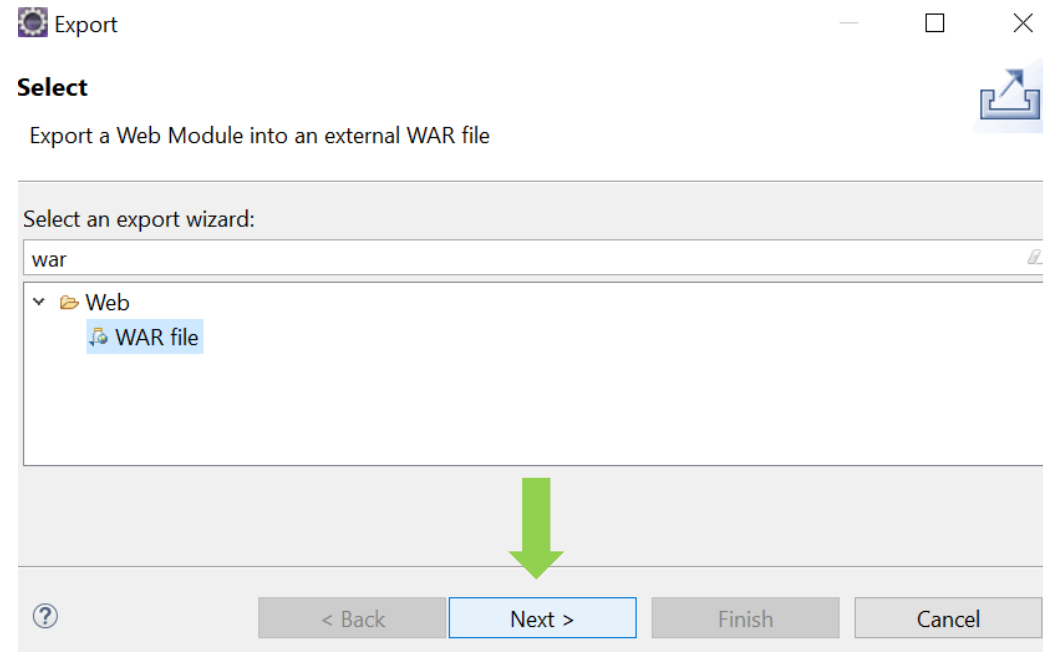 Export
Select
Export a Web Module into an external WAR file
Select an export wizard:
war
Web
WAR file
?
< Back Next > Finish Cancel